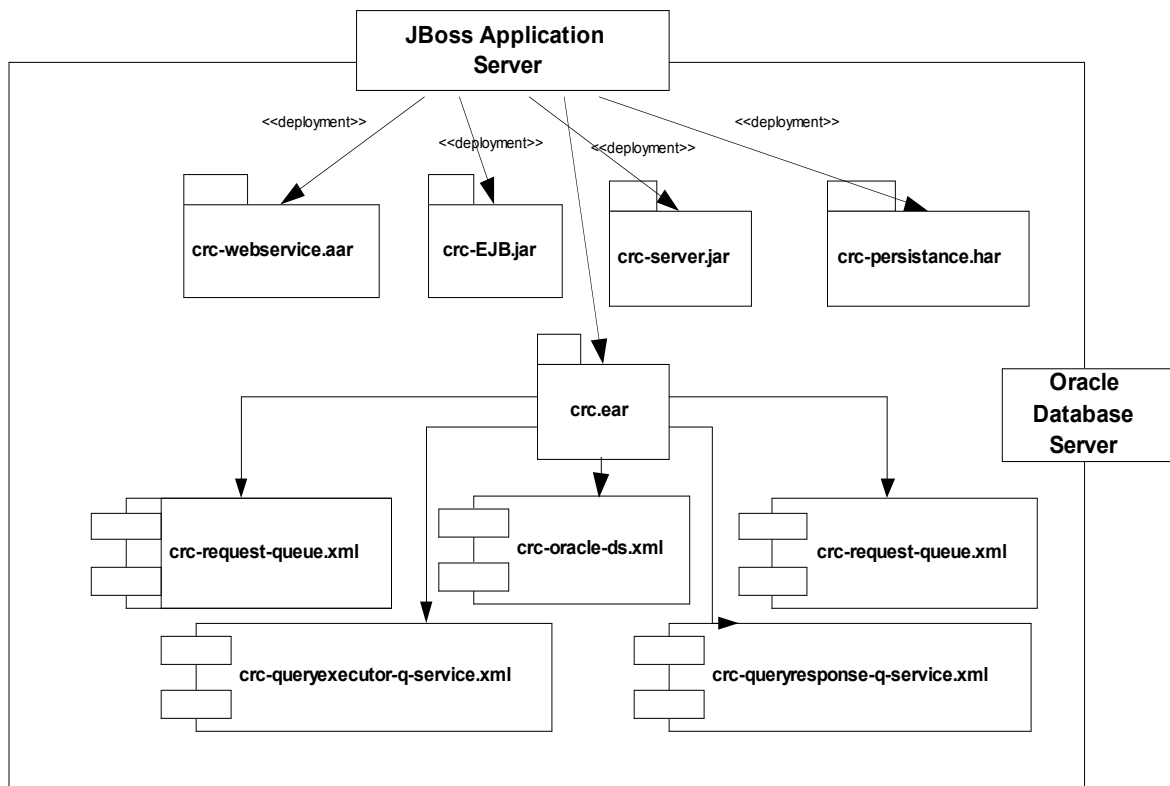 JBoss Application
Server
<<deployment>>
<<deployment>>
<<deployment>>
<<deployment>>
crc-webservice.aar
crc-EJB.jar
crc-server.jar
crc-persistance.har
crc.ear
Oracle
Database
Server
crc-request-queue.xml
crc-oracle-ds.xml
crc-request-queue.xml
crc-queryexecutor-q-service.xml
crc-queryresponse-q-service.xml